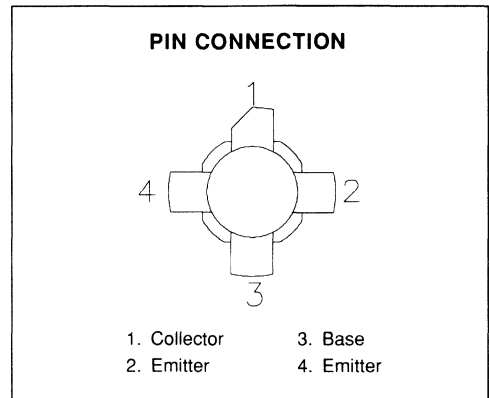 PIN CONNECTION
1
4
2
3
1. Collector 3. Base
2. Emitter 4. Emitter